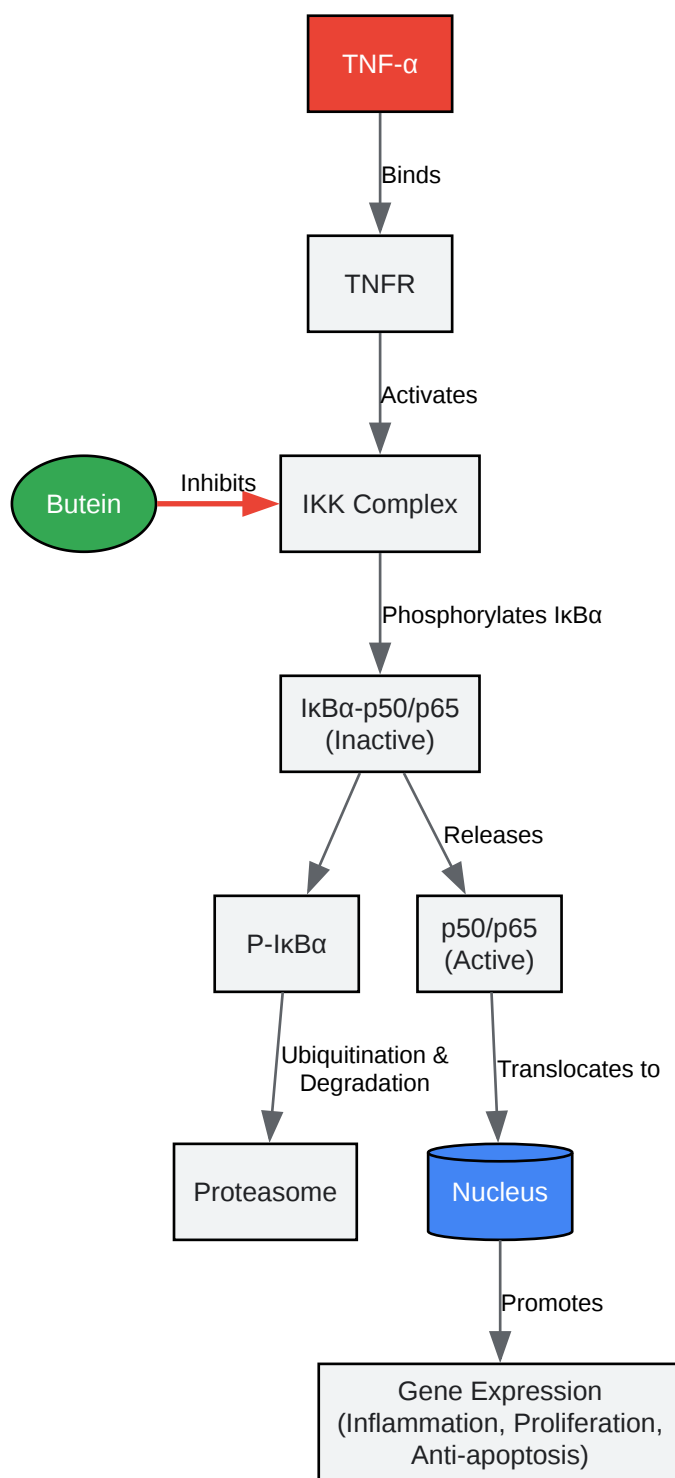 TNF-α
Binds
TNFR
Activates
Butein
Inhibits
IKK Complex
Phosphorylates IκBα
IκBα-p50/p65
(Inactive)
Releases
P-IκBα
p50/p65
(Active)
Ubiquitination &
Degradation
Translocates to
Proteasome
Nucleus
Promotes
Gene Expression
(Inflammation, Proliferation,
Anti-apoptosis)